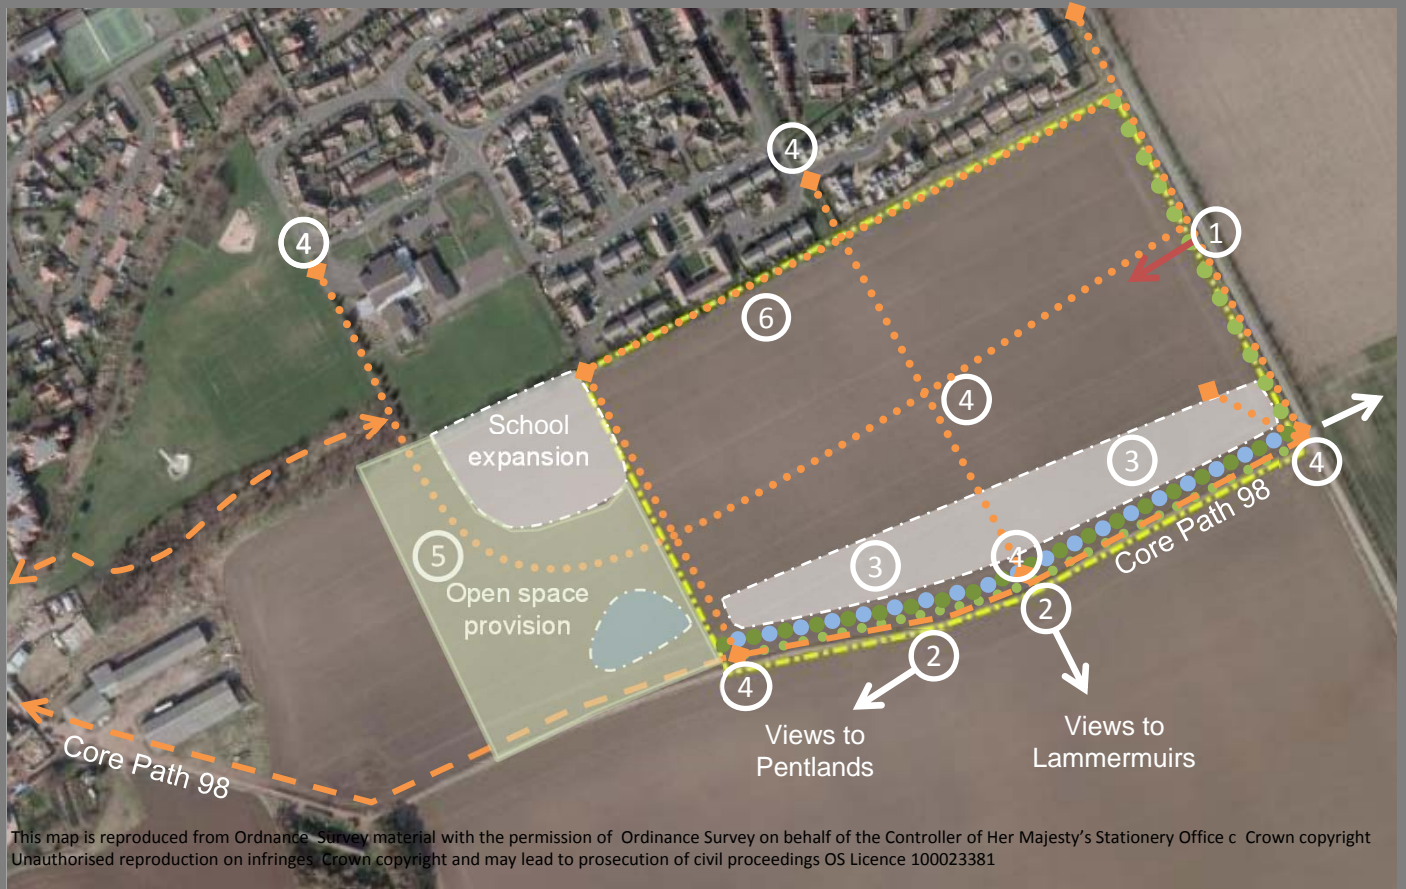 4
4
1
6
School
expansion
4
3
4
5
3
4
Core Path 98
Open space
provision
2
2
4
Views to
Pentlands
Views to
Lammermuirs
Core Path 98
This map is reproduced from Ordnance Survey material with the permission of Ordinance Survey on behalf of the Controller of Her Majesty's Stationery Office c Crown copyright
Unauthorised reproduction on infringes Crown copyright and may lead to prosecution of civil proceedings OS Licence 100023381